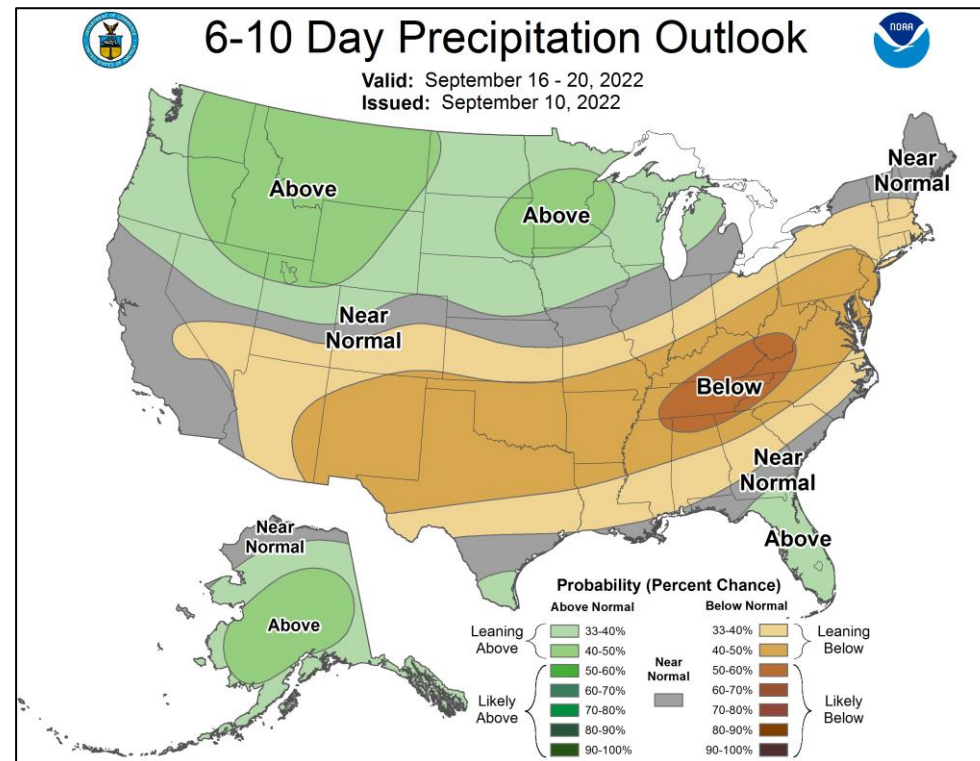 6-10 Day Precipitation Outlook
Valid: September 16 - 20, 2022
Issued: September 10, 2022
NOAA
Above
Above
Near
Normal
Near
Normal
Below
Near
Normal
Above
Near
Normal
Above
Probability (Percent Chance)
Above Normal
Below Normal
Leaning
Above
33-40%
40-50%
Likely
Above
50-60%
60-70%
70-80%
80-90%
90-100%
Near
Normal
33-40%
40-50%
Leaning
Below
50-60%
60-70%
70-80%
80-90%
90-100%
Likely
Below